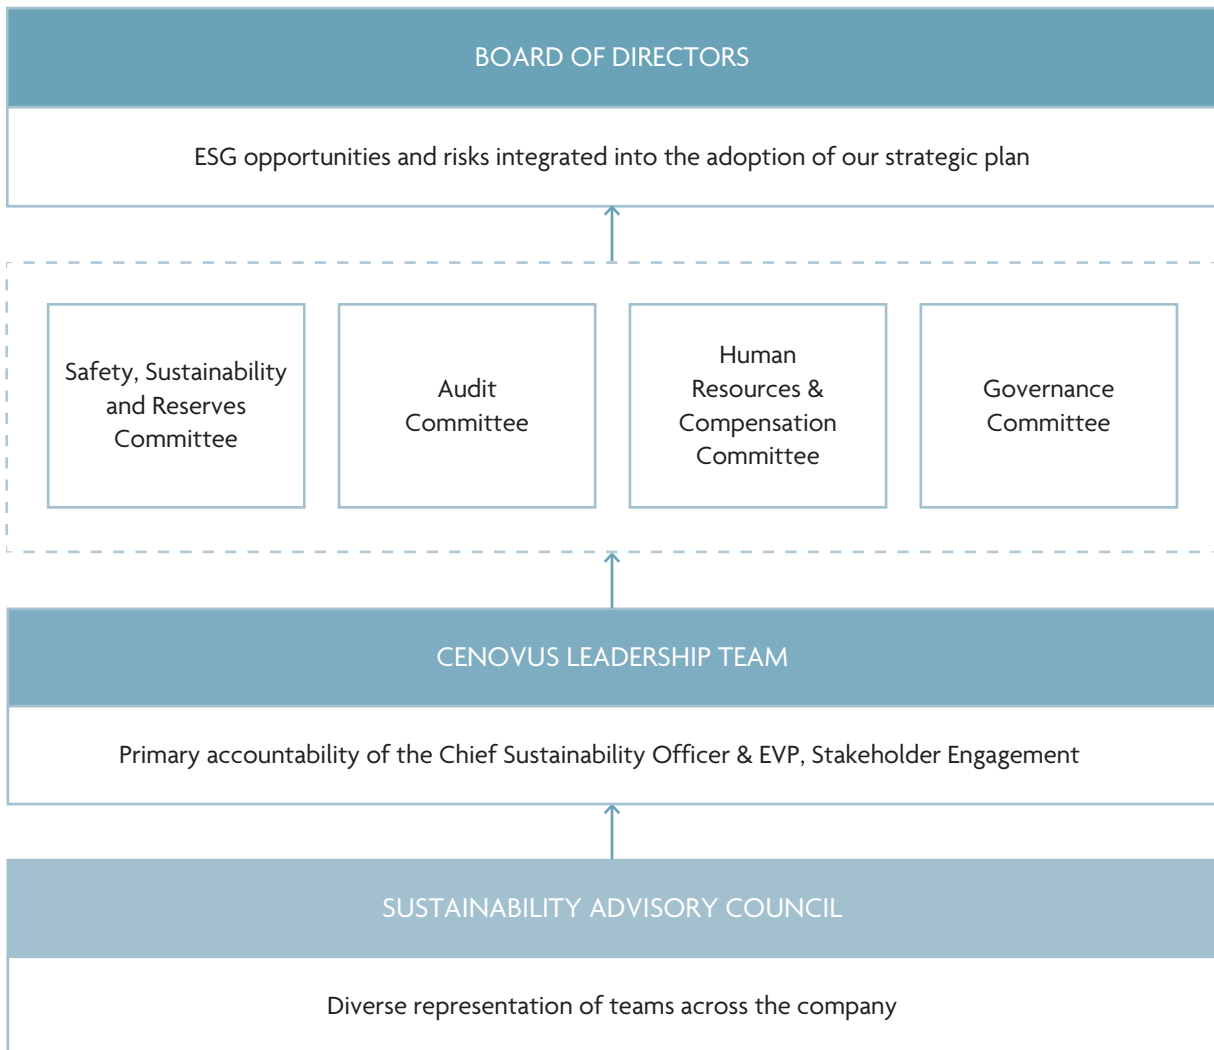 BOARD OF DIRECTORS
ESG opportunities and risks integrated into the adoption of our strategic plan
Safety, Sustainability
and Reserves
Committee
Audit
Committee
Human
Resources &
Compensation
Committee
Governance
Committee
CENOVUS LEADERSHIP TEAM
Primary accountability of the Chief Sustainability Officer & EVP, Stakeholder Engagement
SUSTAINABILITY ADVISORY COUNCIL
Diverse representation of teams across the company